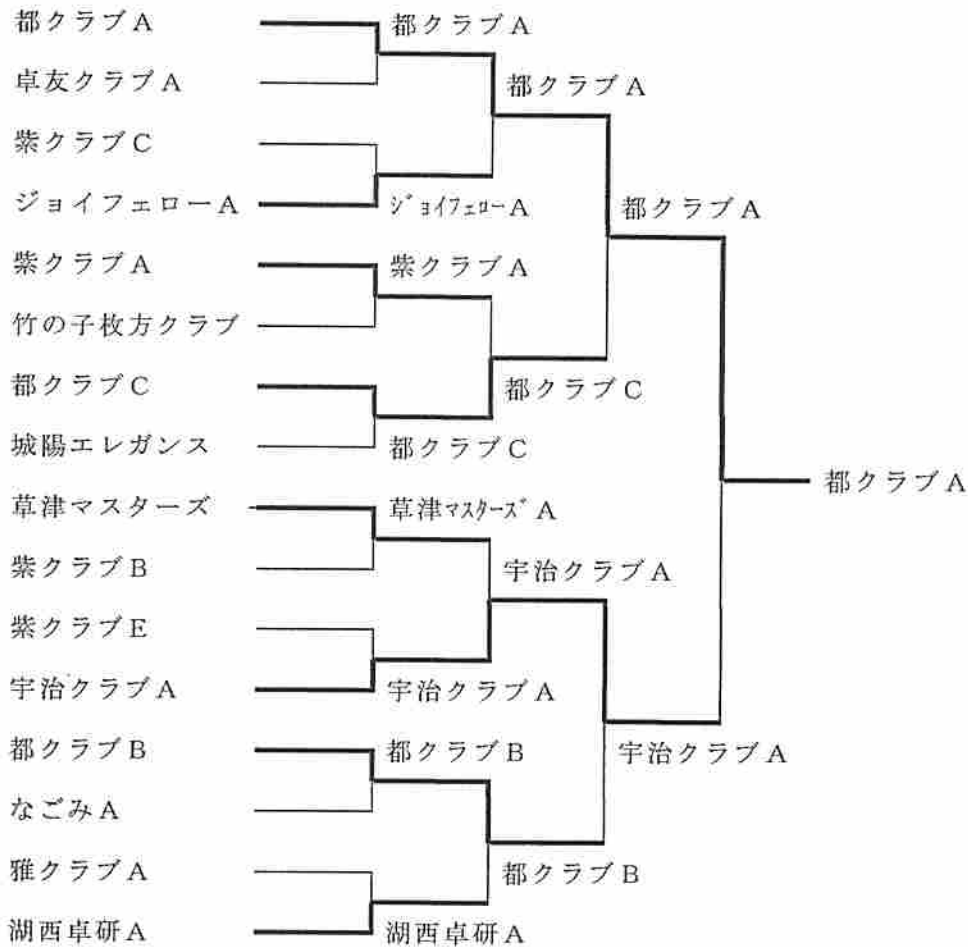 都クラブA
卓友クラブA
紫クラブC
ジョイフェローA
紫クラブA
竹の子枚方クラブ
都クラブC
城陽エレガンス
草津マスターズ
紫クラブB
紫クラブE
宇治クラブA
都クラブB
なごみA
雅クラブA
湖西卓研A
都クラブA
ジョイフェローA
紫クラブA
都クラブC
草津マスターズA
宇治クラブA
都クラブB
湖西卓研A
都クラブA
都クラブC
宇治クラブA
都クラブB
都クラブA
宇治クラブA
都クラブA